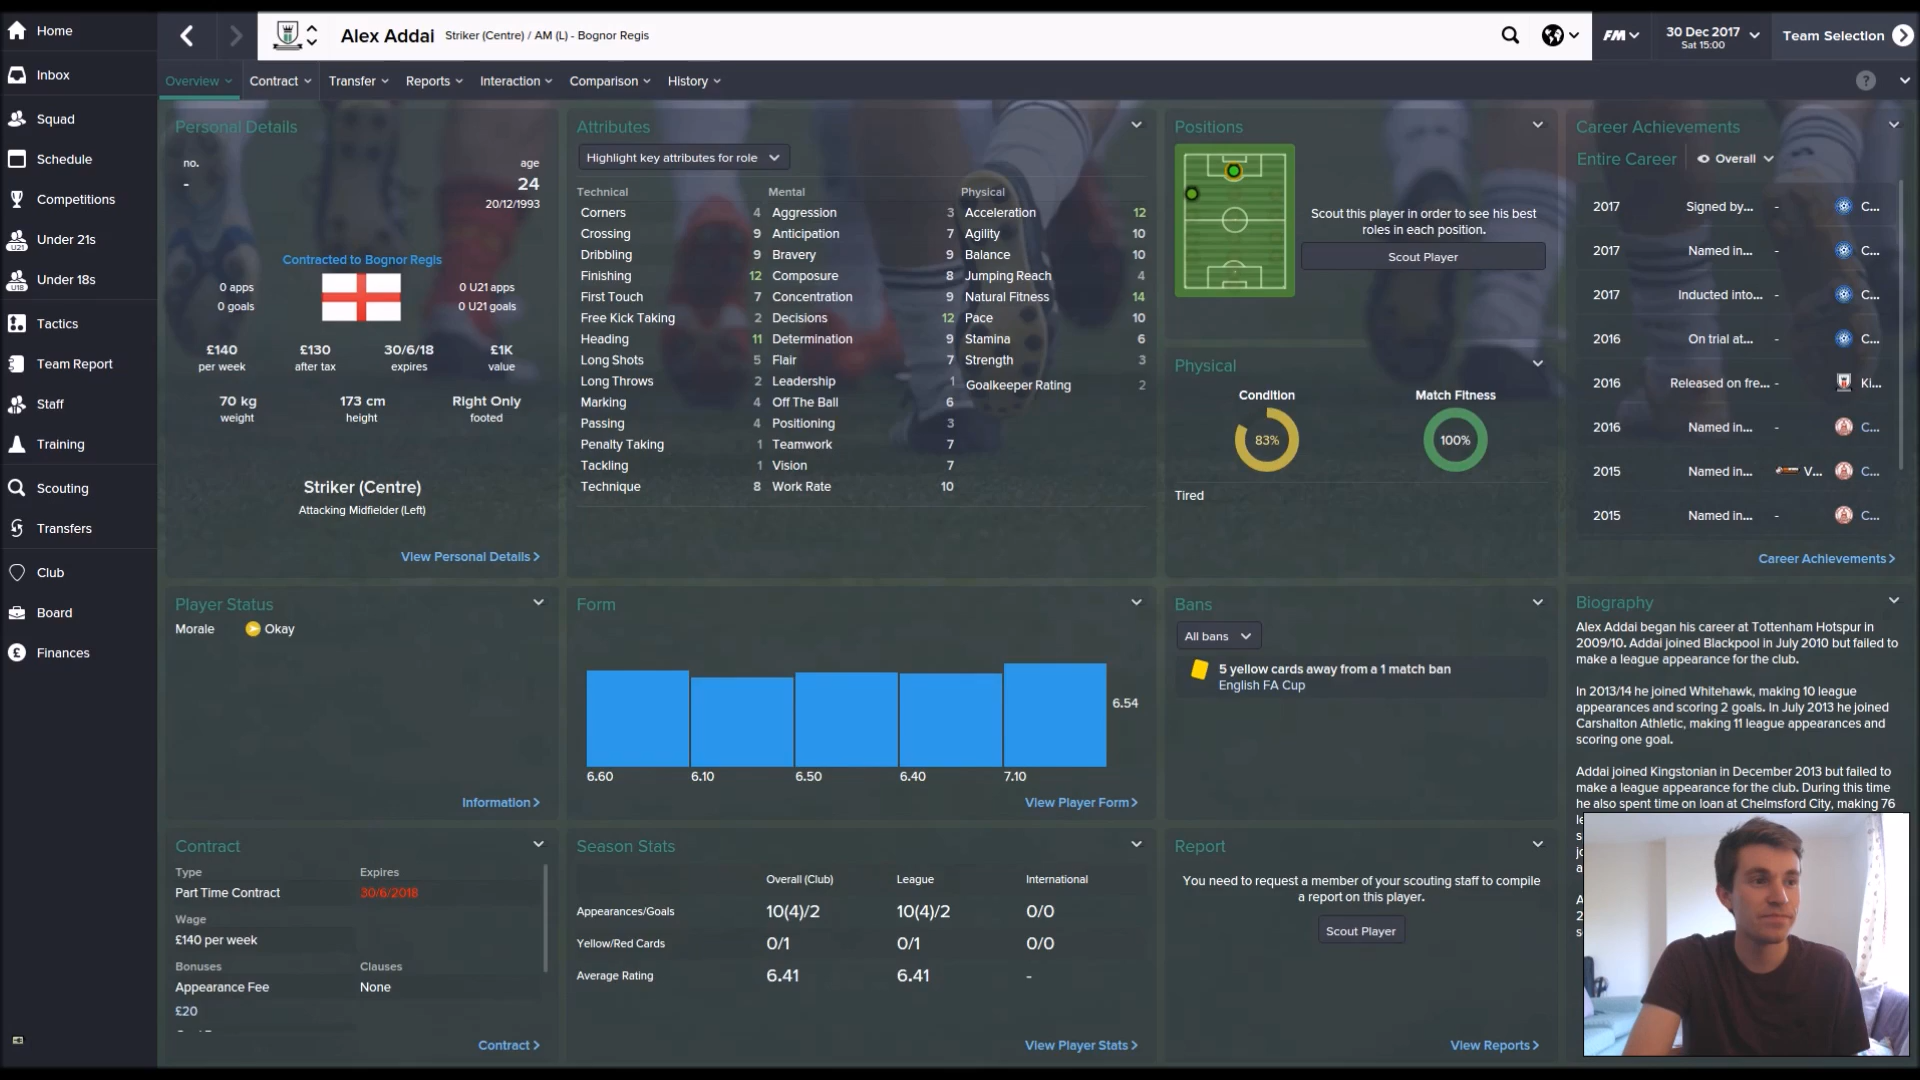 Home
Inbox
Squad
Schedule
Competitions
Under 21s
Under 18s
Tactics
Team Report
Staff
Training
Scouting
Transfers
Club
Board
Finances
Alex Addai Striker (Centre) / AM (L) - Bognor Regis
FM
30 Dec 2017
Sat 15:00
Team Selection
Overview Contract Transfer Reports Interaction Comparison History
?
Personal Details
no. age
- 24
20/12/1993
Contracted to Bognor Regis
0 apps 0 U21 apps
0 goals 0 U21 goals
£140 £130 30/6/18 £1K
per week after tax expires value
70 kg 173 cm Right Only
weight height footed
Striker (Centre)
Attacking Midfielder (Left)
View Personal Details >
Attributes
Highlight key attributes for role
Technical Mental Physical
Corners 4 Aggression 3 Acceleration 12
Crossing 9 Anticipation 7 Agility 10
Dribbling 9 Bravery 9 Balance 10
Finishing 12 Composure 8 Jumping Reach 4
First Touch 7 Concentration 9 Natural Fitness 14
Free Kick Taking 2 Decisions 12 Pace 10
Heading 11 Determination 9 Stamina 6
Long Shots 5 Flair 7 Strength 3
Long Throws 2 Leadership 1 Goalkeeper Rating 2
Marking 4 Off The Ball 6
Passing 4 Positioning 3
Penalty Taking 1 Teamwork 7
Tackling 1 Vision 7
Technique 8 Work Rate 10
Positions
Scout this player in order to see his best
roles in each position.
Scout Player
Physical
Condition Match Fitness
83% 100%
Tired
Career Achievements
Entire Career Overall
2017 Signed by... - C...
2017 Named in... - C...
2017 Inducted into... - C...
2016 On trial at... - C...
2016 Released on fre... - Ki...
2016 Named in... - C...
2015 Named in... V... C...
2015 Named in... - C...
Career Achievements >
Player Status
Morale Okay
Information >
Form
6.54
6.60 6.10 6.50 6.40 7.10
View Player Form >
Bans
All bans
5 yellow cards away from a 1 match ban
English FA Cup
Biography
Alex Addai began his career at Tottenham Hotspur in
2009/10. Addai joined Blackpool in July 2010 but failed to
make a league appearance for the club.
In 2013/14 he joined Whitehawk, making 10 league
appearances and scoring 2 goals. In July 2013 he joined
Carshalton Athletic, making 11 league appearances and
scoring one goal.
Addai joined Kingstonian in December 2013 but failed to
make a league appearance for the club. During this time
he also spent time on loan at Chelmsford City, making 76
Contract
Type Expires
Part Time Contract 30/6/2018
Wage
£140 per week
Bonuses Clauses
Appearance Fee None
£20
Contract >
Season Stats
Overall (Club) League International
Appearances/Goals 10(4)/2 10(4)/2 0/0
Yellow/Red Cards 0/1 0/1 0/0
Average Rating 6.41 6.41 -
View Player Stats >
Report
You need to request a member of your scouting staff to compile
a report on this player.
Scout Player
View Reports >